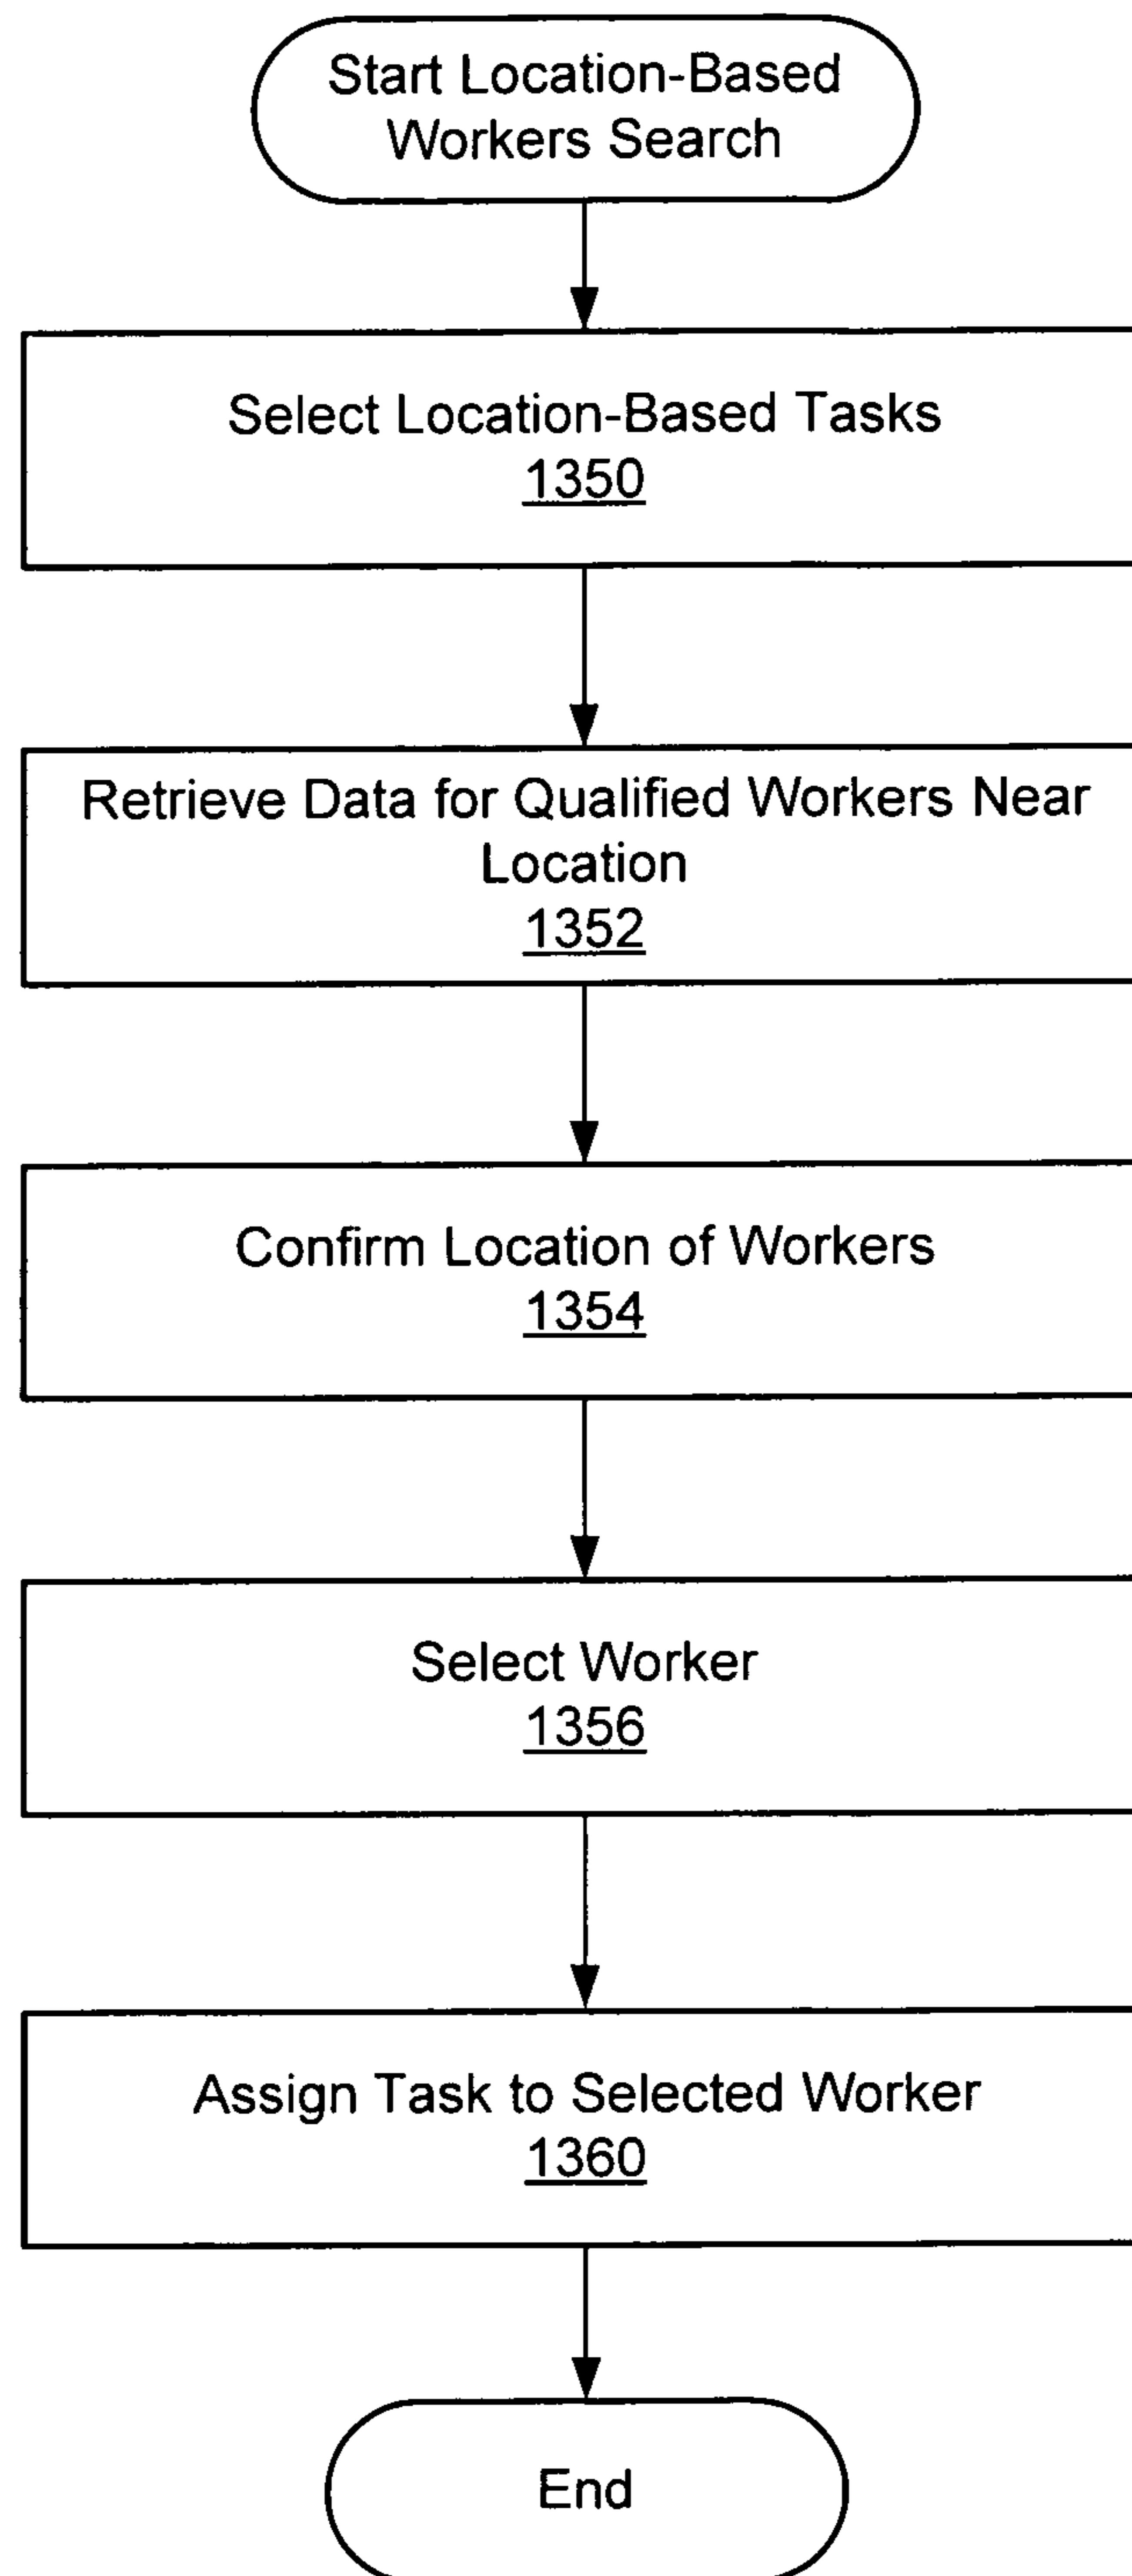 Start Location-Based
Workers Search
Select Location-Based Tasks
1350
Retrieve Data for Qualified Workers Near
Location
1352
Confirm Location of Workers
1354
Select Worker
1356
Assign Task to Selected Worker
1360
End